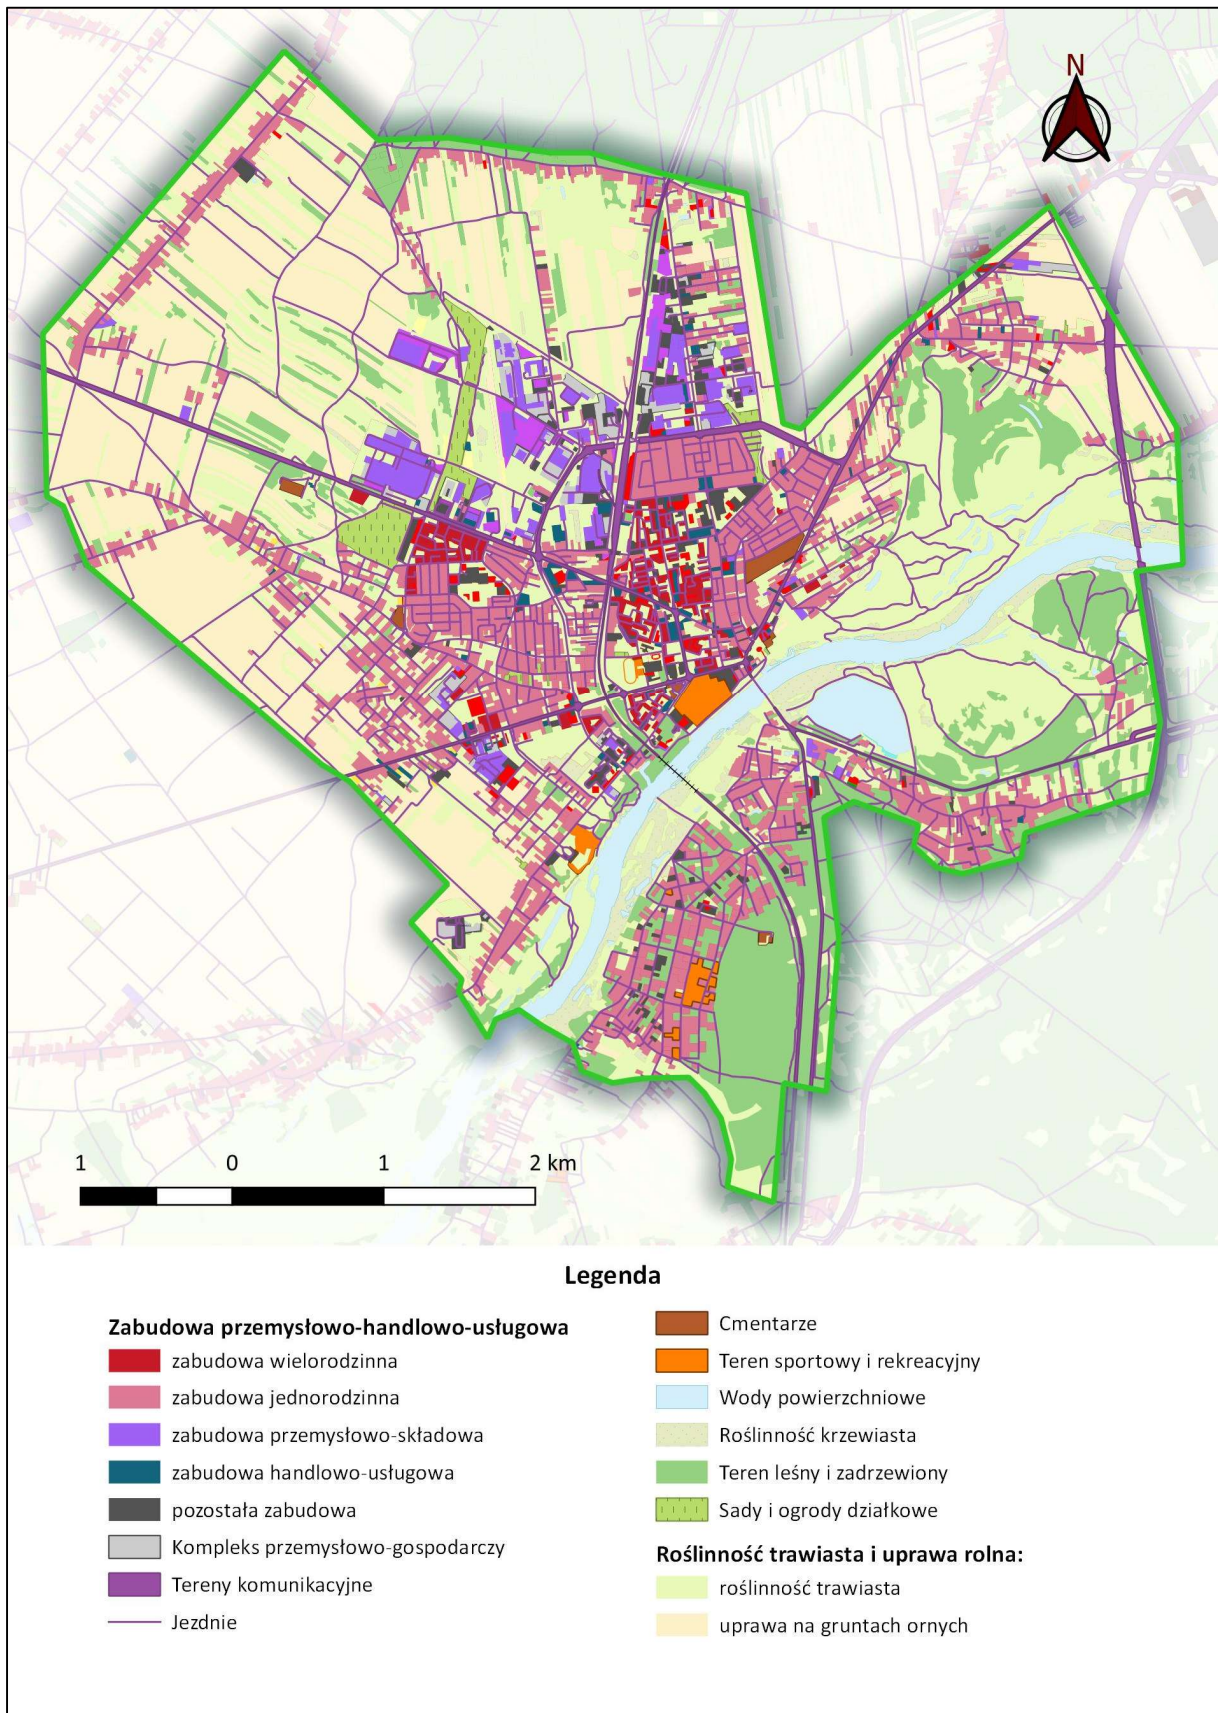 N
1 0 1 2 km
Legenda
Zabudowa przemysłowo-handlowo-usługowa
zabudowa wielorodzinna
zabudowa jednorodzinna
zabudowa przemysłowo-składowa
zabudowa handlowo-usługowa
pozostała zabudowa
Kompleks przemysłowo-gospodarczy
Tereny komunikacyjne
Jezdnie
Cmentarze
Teren sportowy i rekreacyjny
Wody powierzchniowe
Roślinność krzewiasta
Teren leśny i zadrzewiony
Sady i ogrody działkowe
Roślinność trawiasta i uprawa rolna:
roślinność trawiasta
uprawa na gruntach ornych